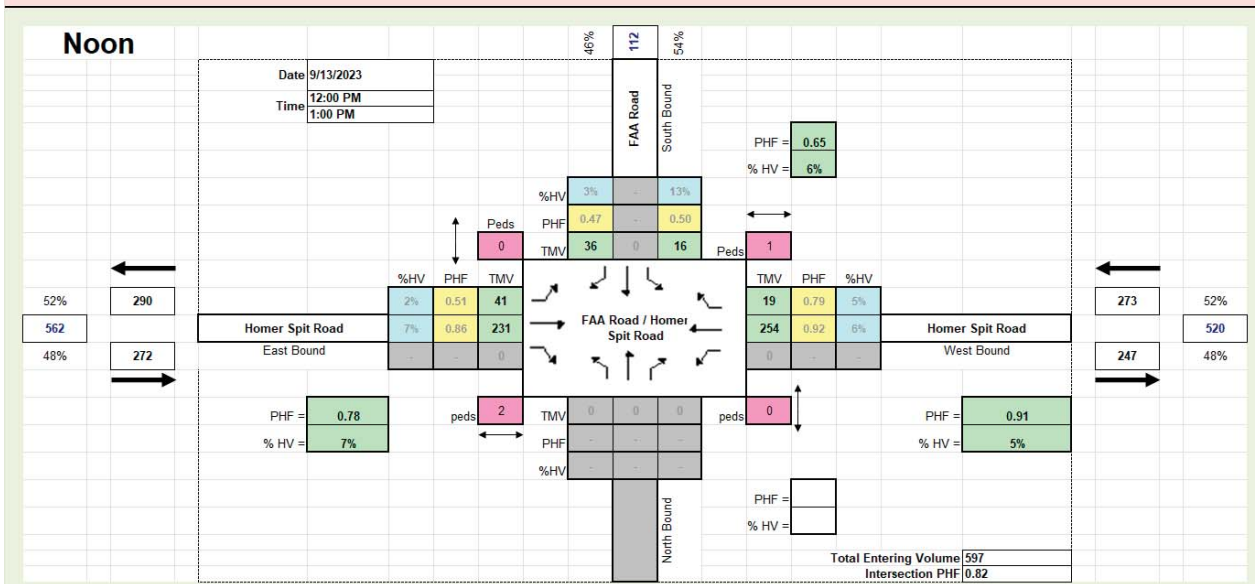 Noon
46% 112 54%
Date 9/13/2023
Time 12:00 PM
1:00 PM
FAA Road
South Bound
PHF = 0.65
% HV = 6%
%HV 3% - 13%
PHF 0.47 - 0.50
TMV 36 0 16
Peds
0
Peds 1
%HV PHF TMV
TMV PHF %HV
52% 290
2% 0.51 41
19 0.79 5%
273 52%
562
Homer Spit Road
7% 0.86 231
FAA Road / Homer
Spit Road
254 0.92 6%
Homer Spit Road
520
48% 272
East Bound
- - 0
0 - -
West Bound
247 48%
PHF = 0.78
% HV = 7%
peds 2
TMV 0 0 0
PHF - - -
%HV - - -
peds 0
PHF = 0.91
% HV = 5%
North Bound
PHF =
% HV =
Total Entering Volume 597
Intersection PHF 0.82